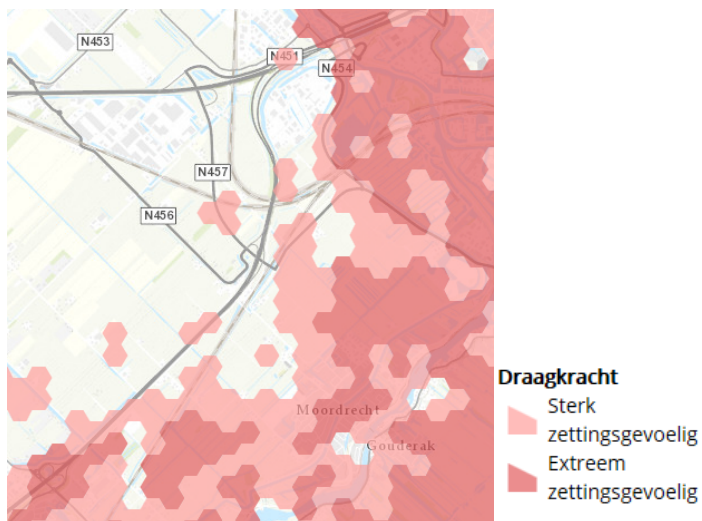 N453
N451
N454
N457
N456
Moordrecht
Gouderak
Draagkracht
Sterk
zettingsgevoelig
Extreem
zettingsgevoelig